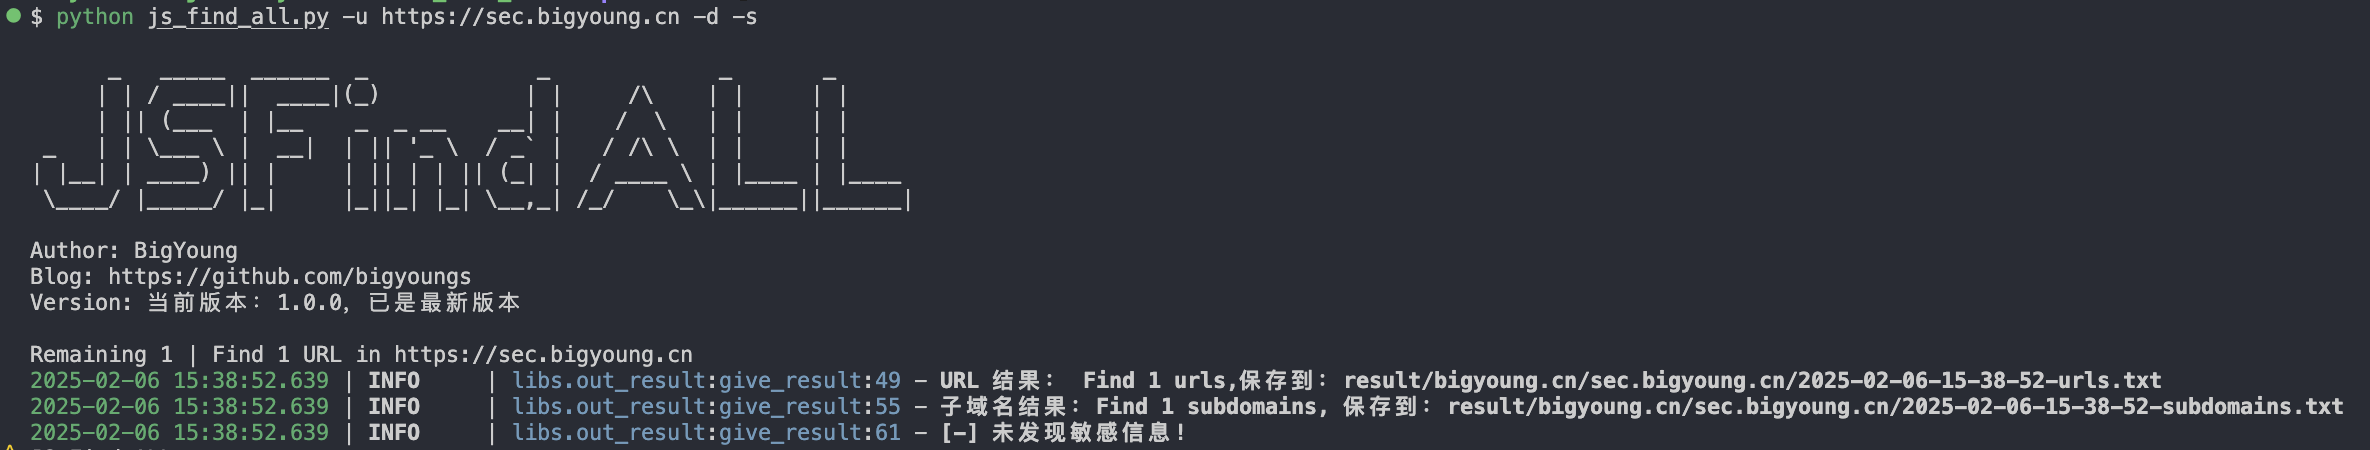 $ python js_find_all.py -u https://sec.bigyoung.cn -d -s
JSFindALL
Author: BigYoung
Blog: https://github.com/bigyoungs
Version: 当前版本: 1.0.0, 已是最新版本
Remaining 1 | Find 1 URL in https://sec.bigyoung.cn
2025-02-06 15:38:52.639 | INFO     | libs.out_result:give_result:49 - URL 结果:  Find 1 urls,保存到: result/bigyoung.cn/sec.bigyoung.cn/2025-02-06-15-38-52-urls.txt
2025-02-06 15:38:52.639 | INFO     | libs.out_result:give_result:55 - 子域名结果: Find 1 subdomains, 保存到: result/bigyoung.cn/sec.bigyoung.cn/2025-02-06-15-38-52-subdomains.txt
2025-02-06 15:38:52.639 | INFO     | libs.out_result:give_result:61 - [-] 未发现敏感信息!